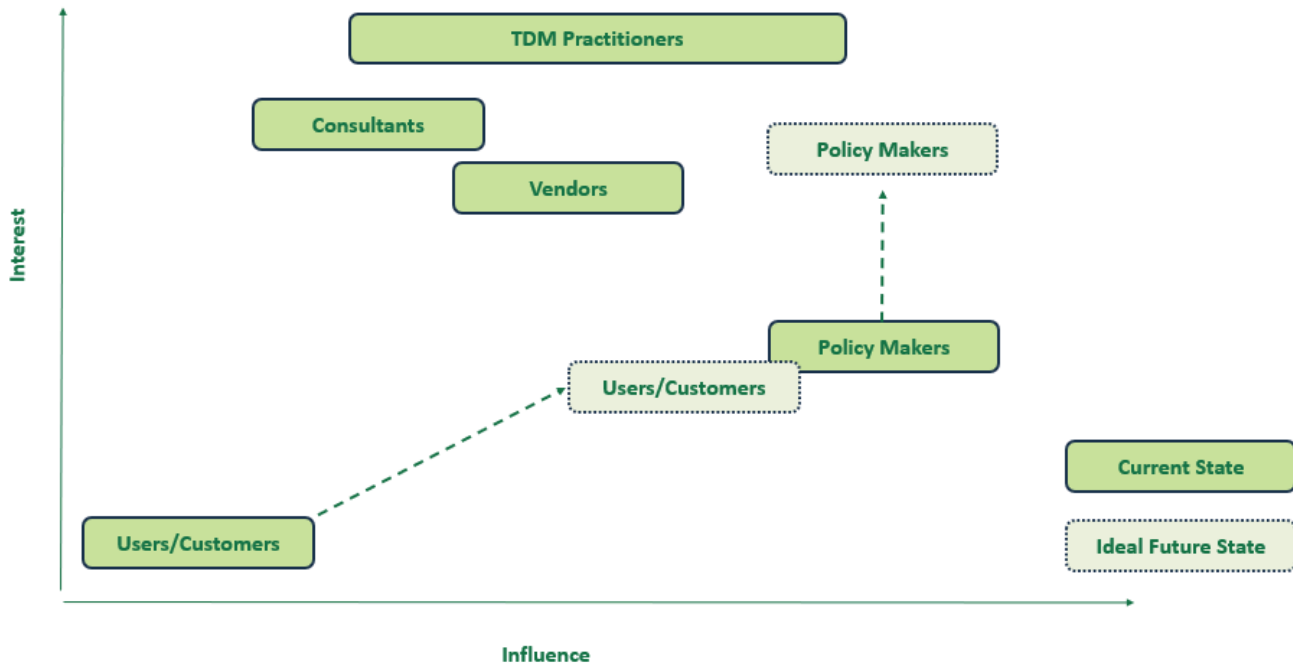 TDM Practitioners
Consultants
Policy Makers
Vendors
Interest
Policy Makers
Users/Customers
Current State
Users/Customers
Ideal Future State
Influence